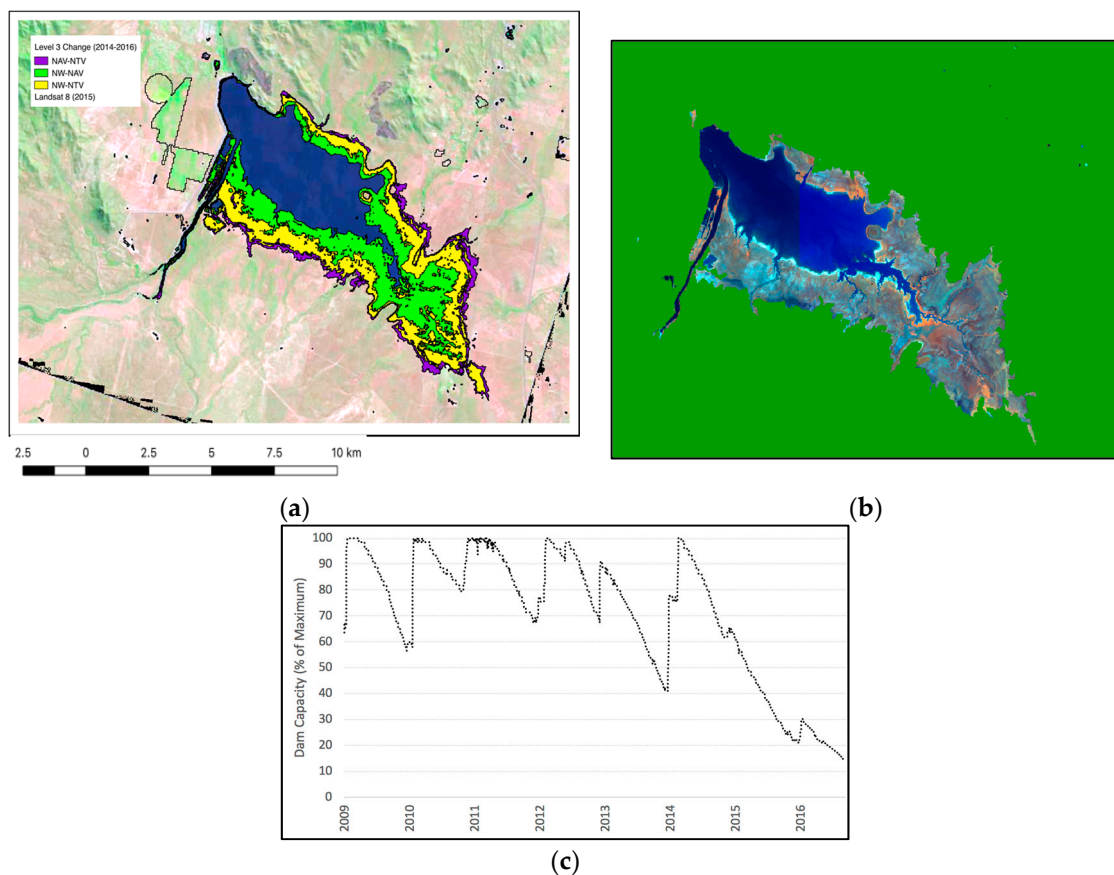 Level 3 Change (2014-2016)
NAV-NTV
NW-NAV
NW-NTV
Landsat 8 (2015)
2.5 0 2.5 5 7.5 10 km
(a)
(b)
Dam Capacity (% of Maximum)
100
90
80
70
60
50
40
30
20
10
0
2009 2010 2011 2012 2013 2014 2015 2016
(c)